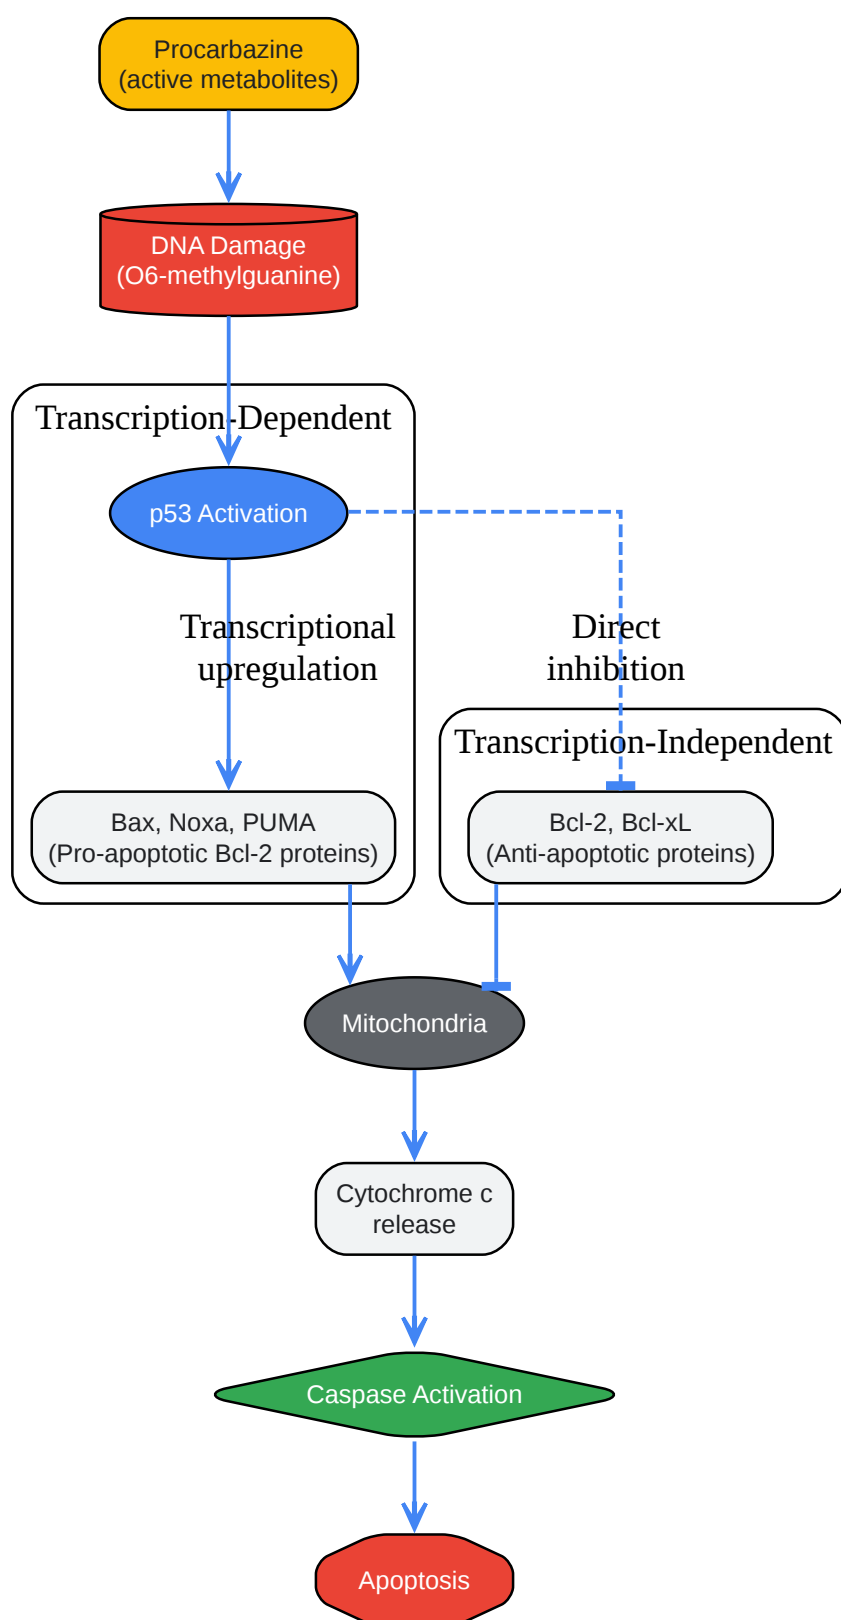 Procarbazine
(active metabolites)
DNA Damage
(O6-methylguanine)
Transcription-Dependent
p53 Activation
Transcriptional
upregulation
Direct
inhibition
Transcription-Independent
Bax, Noxa, PUMA
(Pro-apoptotic Bcl-2 proteins)
Bcl-2, Bcl-xL
(Anti-apoptotic proteins)
Mitochondria
Cytochrome c
release
Caspase Activation
Apoptosis